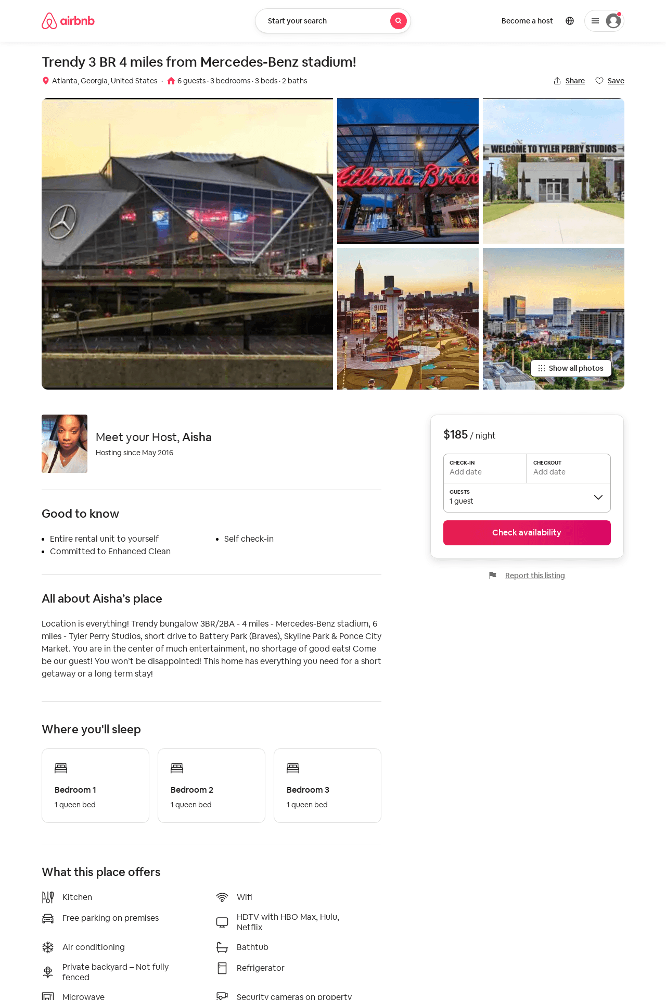 airbnb
Start your search
Become a host
Trendy 3 BR 4 miles from Mercedes-Benz stadium!
Atlanta, Georgia, United States · 6 guests · 3 bedrooms · 3 beds · 2 baths
Share
Save
Atlanta Brav
WELCOME TO TYLER PERRY STUDIOS
SIDE
W
Show all photos
Meet your Host, Aisha
Hosting since May 2016
$185 / night
CHECK-IN
Add date
CHECKOUT
Add date
GUESTS
1 guest
Check availability
Report this listing
Good to know
• Entire rental unit to yourself
• Self check-in
• Committed to Enhanced Clean
All about Aisha’s place
Location is everything! Trendy bungalow 3BR/2BA - 4 miles - Mercedes-Benz stadium, 6
miles - Tyler Perry Studios, short drive to Battery Park (Braves), Skyline Park & Ponce City
Market. You are in the center of much entertainment, no shortage of good eats! Come
be our guest! You won’t be disappointed! This home has everything you need for a short
getaway or a long term stay!
Where you'll sleep
Bedroom 1
1 queen bed
Bedroom 2
1 queen bed
Bedroom 3
1 queen bed
What this place offers
Kitchen
Wifi
Free parking on premises
HDTV with HBO Max, Hulu,
Netflix
Air conditioning
Bathtub
Private backyard – Not fully
fenced
Refrigerator
Microwave
Security cameras on property